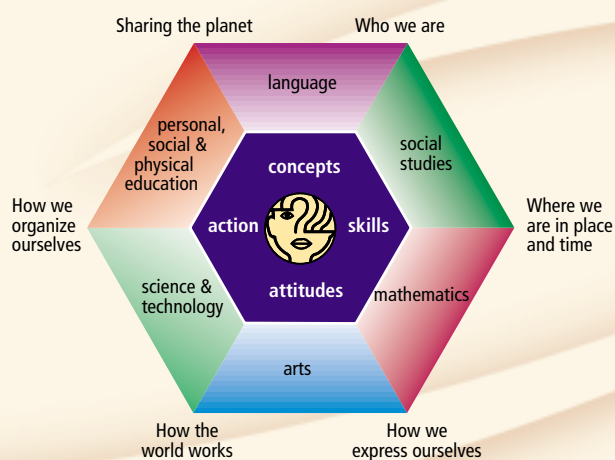 Sharing the planet
Who we are
language
personal,
social &
physical
education
social
studies
concepts
How we
organize
ourselves
action
skills
Where we
are in place
and time
science &
technology
attitudes
mathematics
arts
How the
world works
How we
express ourselves